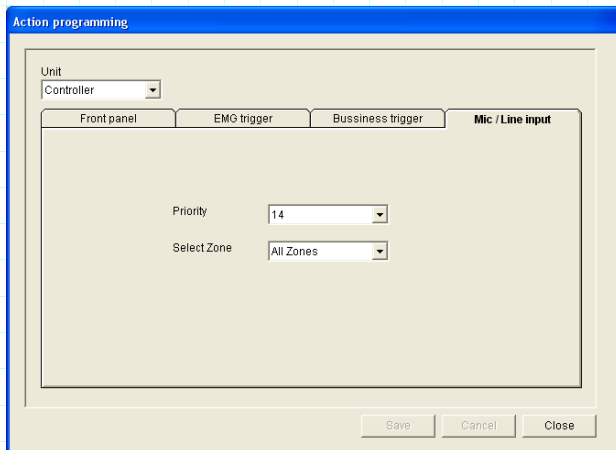 Action programming
Unit
Controller
Front panel EMG trigger Bussiness trigger Mic / Line input
Priority 14
Select Zone All Zones
Save Cancel Close